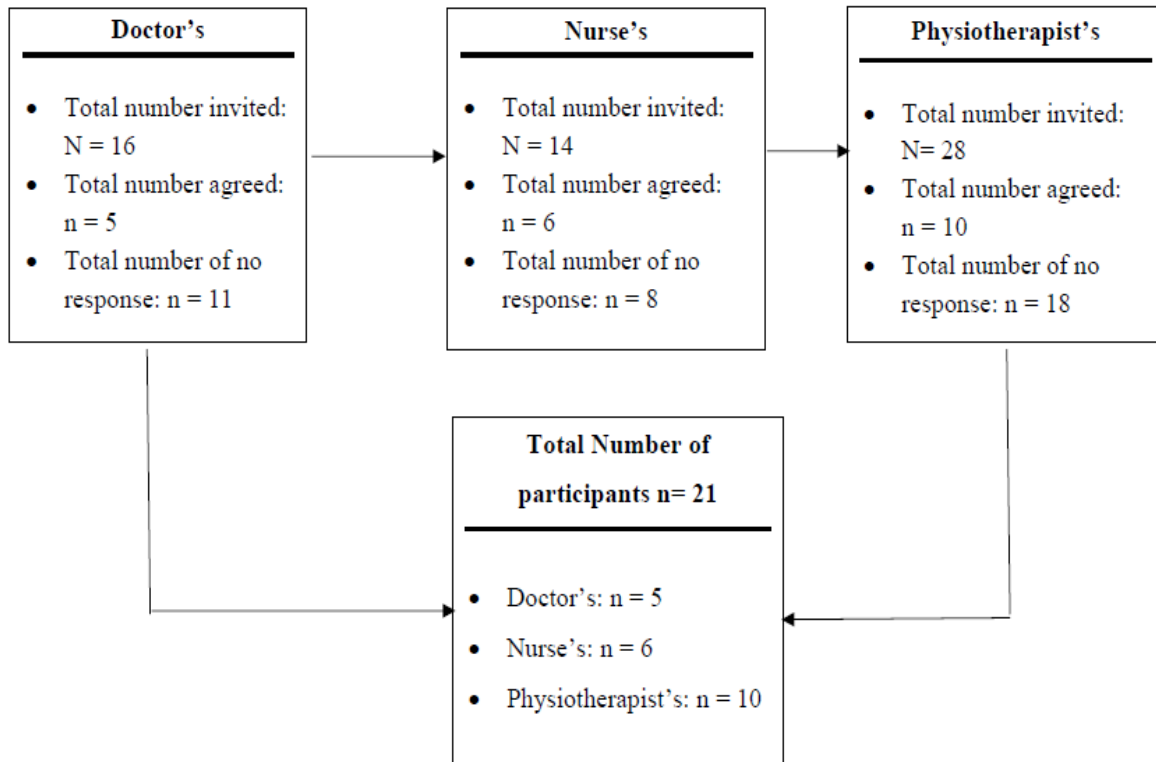 Doctor’s
• Total number invited:
N = 16
• Total number agreed:
n = 5
• Total number of no
response: n = 11
Nurse’s
• Total number invited:
N = 14
• Total number agreed:
n = 6
• Total number of no
response: n = 8
Physiotherapist’s
• Total number invited:
N= 28
• Total number agreed:
n = 10
• Total number of no
response: n = 18
Total Number of
participants n= 21
• Doctor’s: n = 5
• Nurse’s: n = 6
• Physiotherapist’s: n = 10